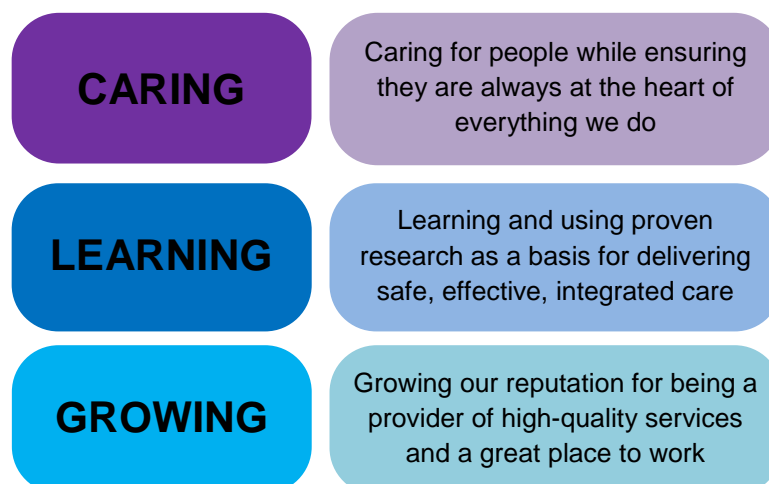 CARING
Caring for people while ensuring
they are always at the heart of
everything we do
LEARNING
Learning and using proven
research as a basis for delivering
safe, effective, integrated care
GROWING
Growing our reputation for being a
provider of high-quality services
and a great place to work